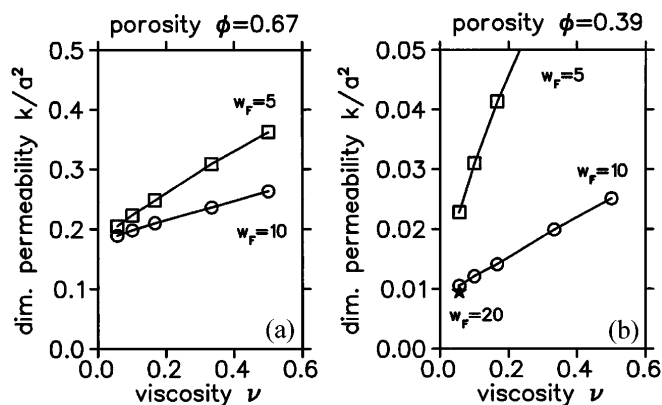 porosity ϕ=0.67
dim. permeability k/a²
0.5
0.4
0.3
0.2
0.1
0.0
w_F=5
w_F=10
(a)
0.0 0.2 0.4 0.6
viscosity ν
porosity ϕ=0.39
dim. permeability k/a²
0.05
0.04
0.03
0.02
0.01
0.00
w_F=5
w_F=10
w_F=20
(b)
0.0 0.2 0.4 0.6
viscosity ν